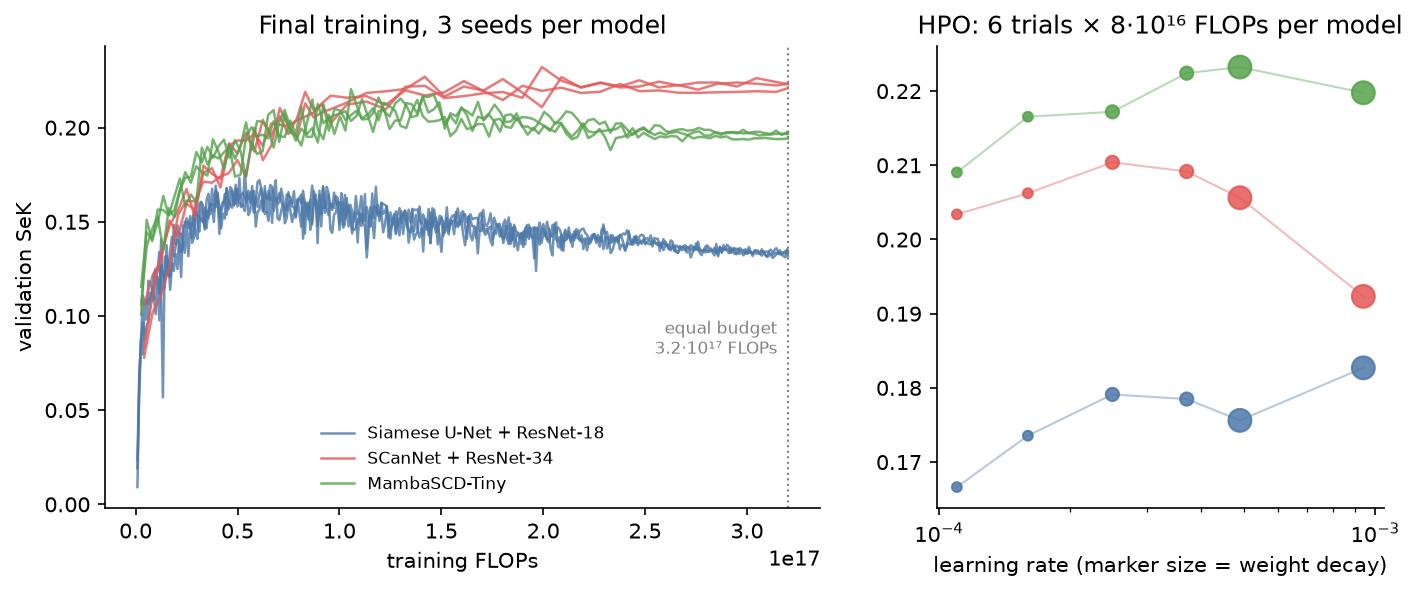 Final training, 3 seeds per model
validation SeK
0.20
0.15
0.10
0.05
0.00
equal budget
3.2·10¹⁷ FLOPs
Siamese U-Net + ResNet-18
SCanNet + ResNet-34
MambaSCD-Tiny
0.0 0.5 1.0 1.5 2.0 2.5 3.0
1e17
training FLOPs
HPO: 6 trials × 8·10¹⁶ FLOPs per model
0.22
0.21
0.20
0.19
0.18
0.17
10⁻⁴ 10⁻³
learning rate (marker size = weight decay)